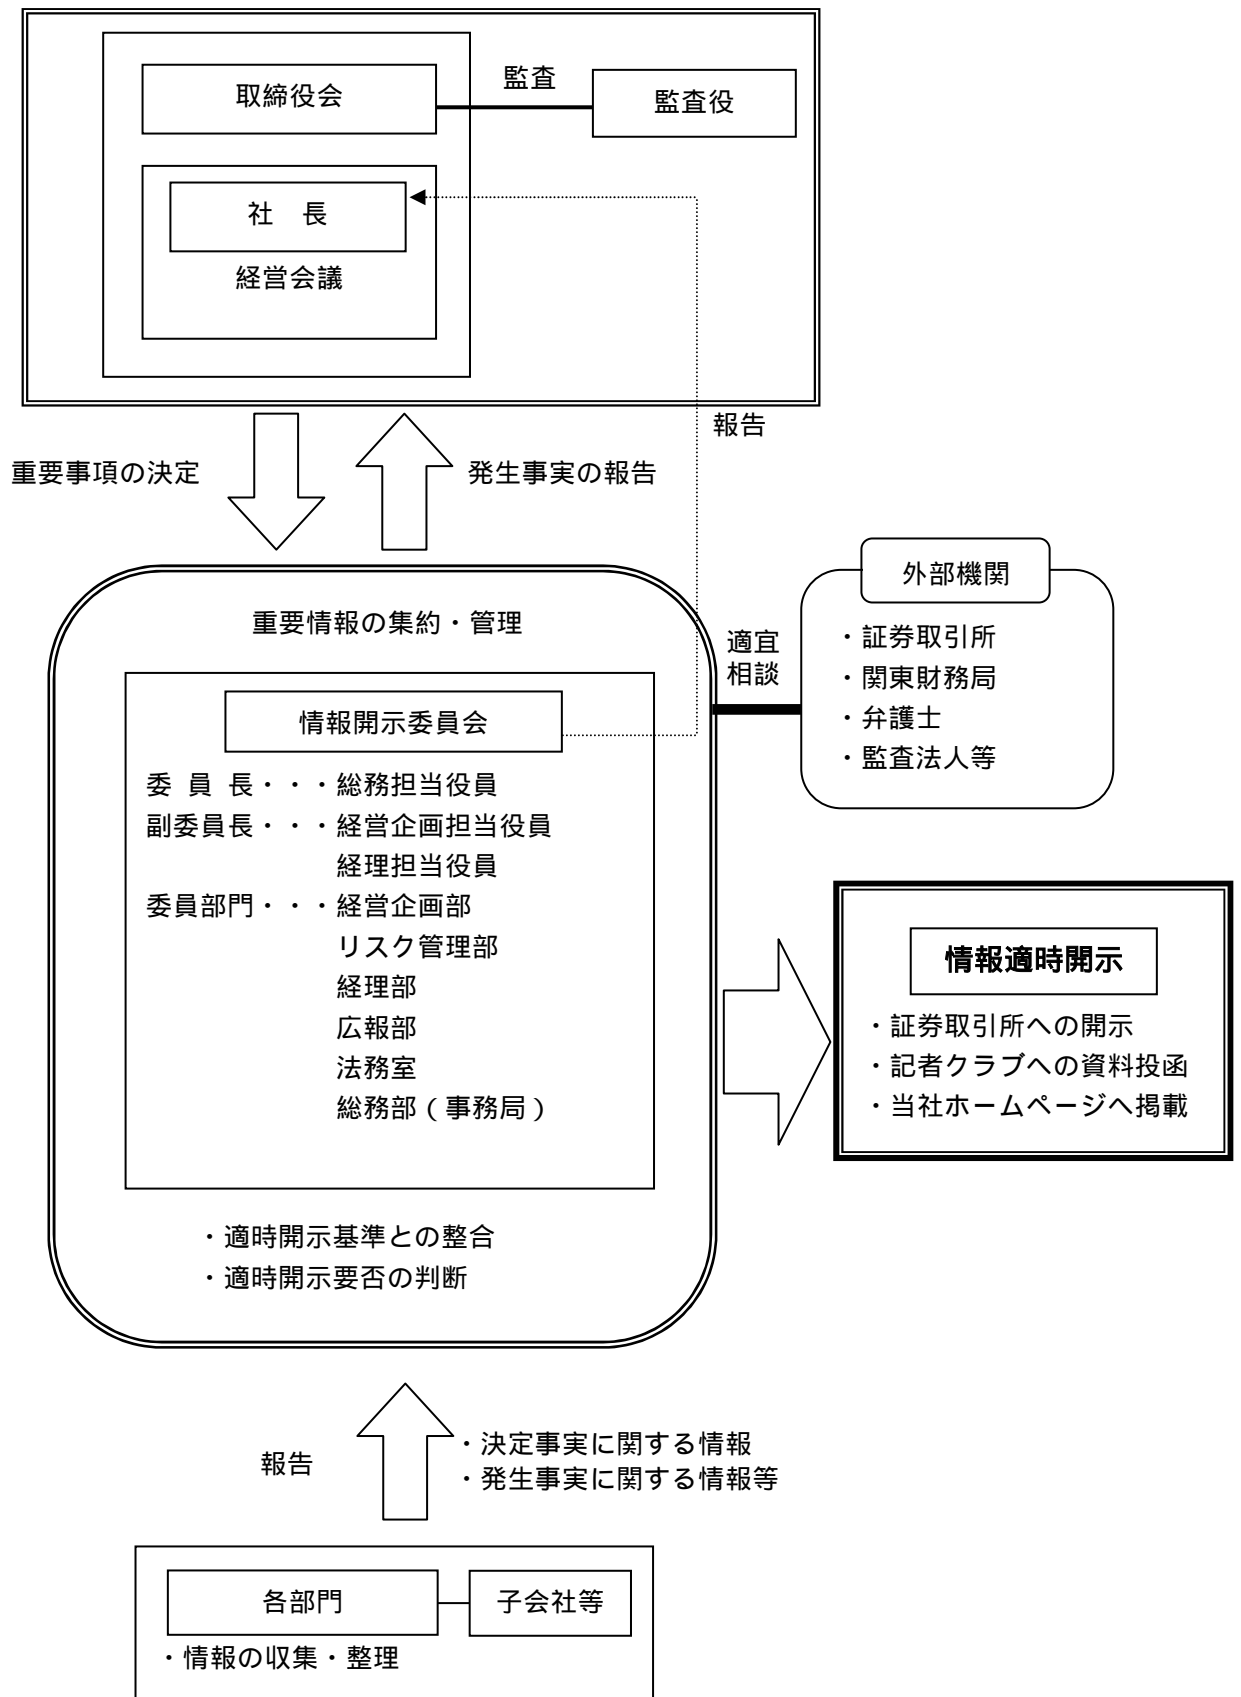 取締役会
監査
監査役
社　長
経営会議
報告
重要事項の決定
発生事実の報告
外部機関
・証券取引所
・関東財務局
・弁護士
・監査法人等
適宜
相談
重要情報の集約・管理
情報開示委員会
委 員 長・・・総務担当役員
副委員長・・・経営企画担当役員
経理担当役員
委員部門・・・経営企画部
リスク管理部
経理部
広報部
法務室
総務部（事務局）
情報適時開示
・証券取引所への開示
・記者クラブへの資料投函
・当社ホームページへ掲載
・適時開示基準との整合
・適時開示要否の判断
報告
・決定事実に関する情報
・発生事実に関する情報等
各部門
子会社等
・情報の収集・整理